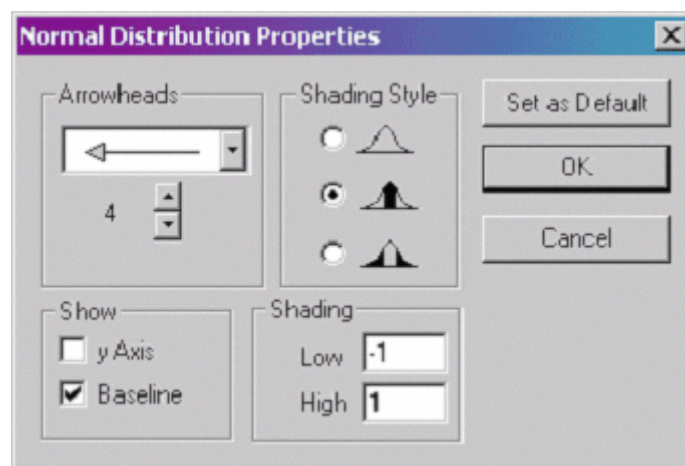 Normal Distribution Properties
Arrowheads
4
Shading Style
Set as Default
OK
Cancel
Show
y Axis
Baseline
Shading
Low -1
High 1